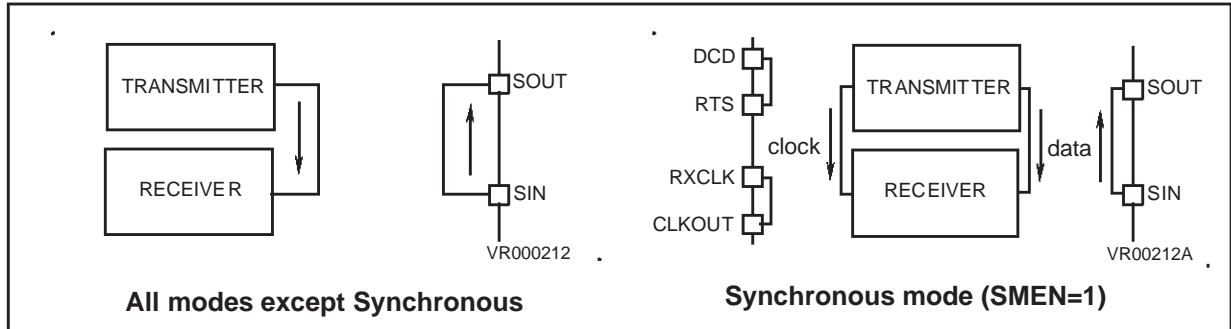 TRANSMITTER
RECEIVER
SOUT
SIN
VR000212
All modes except Synchronous
DCD
RTS
RXCLK
CLKOUT
clock
TRANSMITTER
RECEIVER
data
SOUT
SIN
VR00212A
Synchronous mode (SMEN=1)